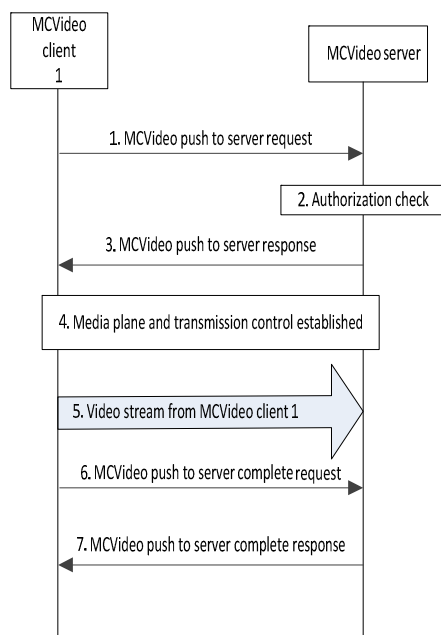 MCVideo
client
1
MCVideo server
1. MCVideo push to server request
2. Authorization check
3. MCVideo push to server response
4. Media plane and transmission control established
5. Video stream from MCVideo client 1
6. MCVideo push to server complete request
7. MCVideo push to server complete response